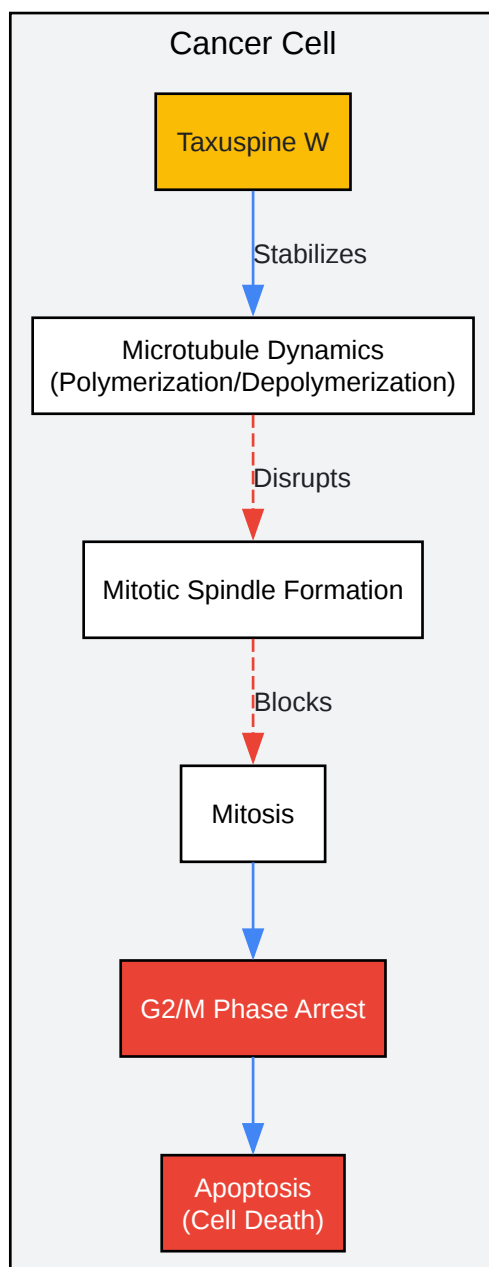 Cancer Cell
Taxuspine W
Stabilizes
Microtubule Dynamics
(Polymerization/Depolymerization)
Disrupts
Mitotic Spindle Formation
Blocks
Mitosis
G2/M Phase Arrest
Apoptosis
(Cell Death)